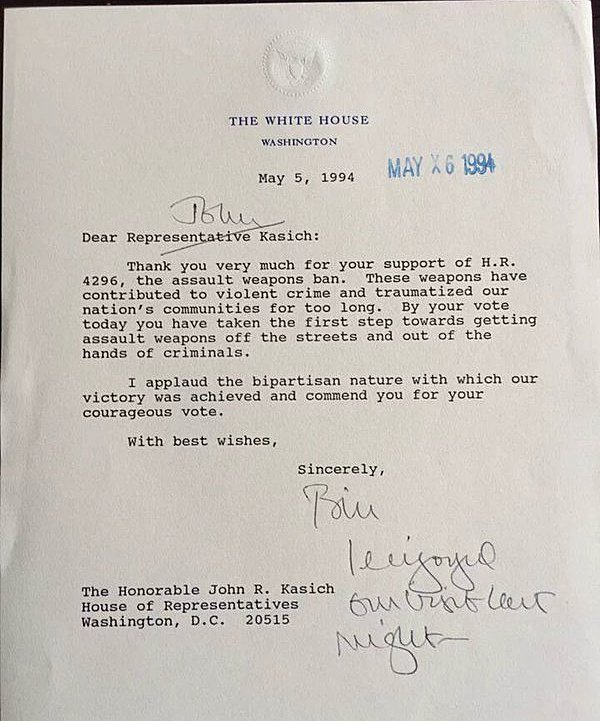 THE WHITE HOUSE
WASHINGTON
May 5, 1994
MAY X 6 1994
John
Dear Representative Kasich:
Thank you very much for your support of H.R.
4296, the assault weapons ban. These weapons have
contributed to violent crime and traumatized our
nation's communities for too long. By your vote
today you have taken the first step towards getting
assault weapons off the streets and out of the
hands of criminals.
I applaud the bipartisan nature with which our
victory was achieved and commend you for your
courageous vote.
With best wishes,
Sincerely,
Bill
I enjoyed
our visit last
night
The Honorable John R. Kasich
House of Representatives
Washington, D.C. 20515